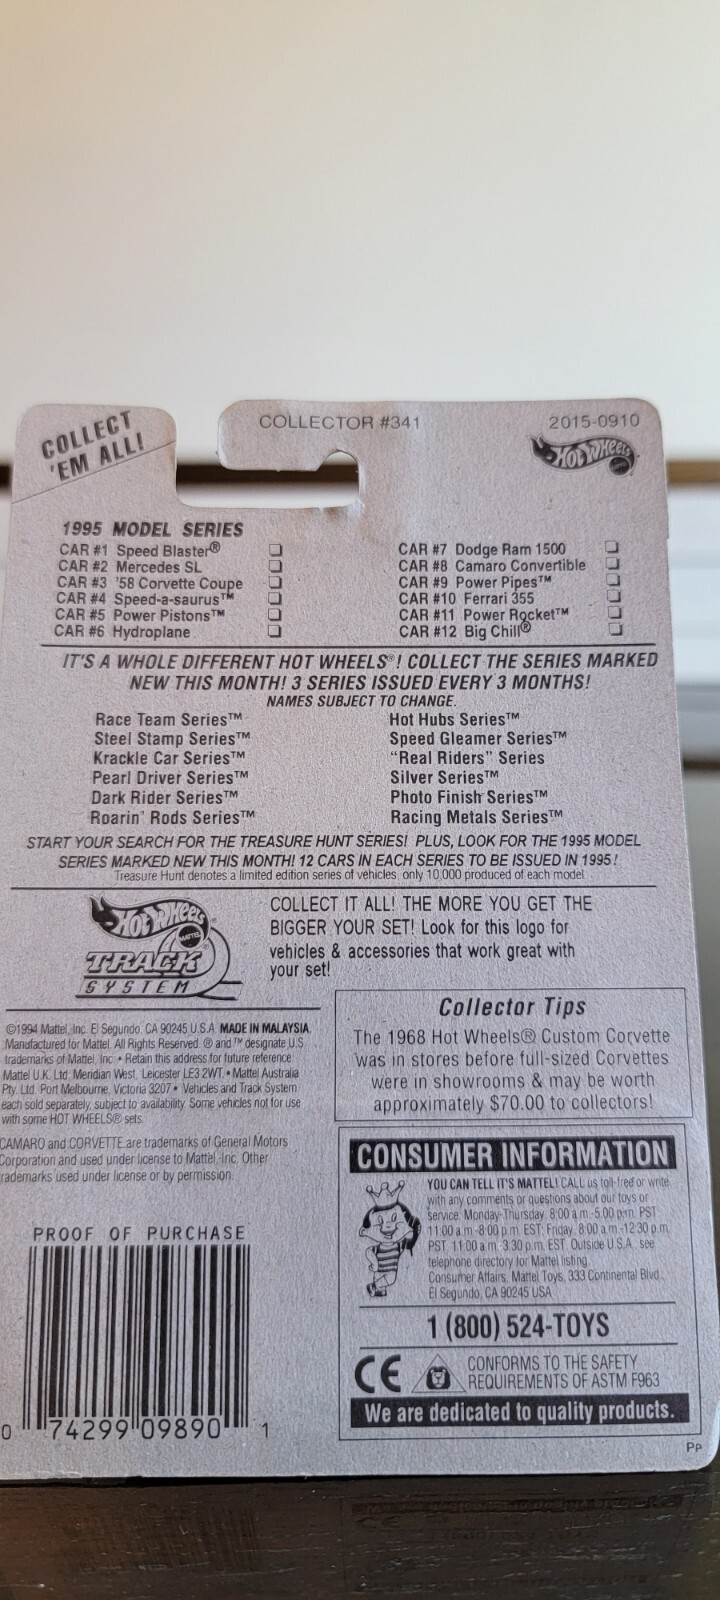 COLLECT
'EM ALL!
COLLECTOR #341
2015-0910
Hot Wheels
1995 MODEL SERIES
CAR #1 Speed Blaster®
CAR #2 Mercedes SL
CAR #3 '58 Corvette Coupe
CAR #4 Speed-a-saurus™
CAR #5 Power Pistons™
CAR #6 Hydroplane
CAR #7 Dodge Ram 1500
CAR #8 Camaro Convertible
CAR #9 Power Pipes™
CAR #10 Ferrari 355
CAR #11 Power Rocket™
CAR #12 Big Chill®
IT'S A WHOLE DIFFERENT HOT WHEELS®! COLLECT THE SERIES MARKED
NEW THIS MONTH! 3 SERIES ISSUED EVERY 3 MONTHS!
NAMES SUBJECT TO CHANGE.
Race Team Series™
Steel Stamp Series™
Krackle Car Series™
Pearl Driver Series™
Dark Rider Series™
Roarin' Rods Series™
Hot Hubs Series™
Speed Gleamer Series™
"Real Riders" Series
Silver Series™
Photo Finish Series™
Racing Metals Series™
START YOUR SEARCH FOR THE TREASURE HUNT SERIES! PLUS, LOOK FOR THE 1995 MODEL
SERIES MARKED NEW THIS MONTH! 12 CARS IN EACH SERIES TO BE ISSUED IN 1995!
Treasure Hunt denotes a limited edition series of vehicles, only 10,000 produced of each model.
Hot Wheels®
MATTEL
TRACK
SYSTEM
COLLECT IT ALL! THE MORE YOU GET THE
BIGGER YOUR SET! Look for this logo for
vehicles & accessories that work great with
your set!
©1994 Mattel, Inc. El Segundo, CA 90245 U.S.A. MADE IN MALAYSIA.
Manufactured for Mattel. All Rights Reserved. ® and ™ designate U.S.
trademarks of Mattel, Inc. • Retain this address for future reference:
Mattel U.K. Ltd. Meridian West, Leicester LE3 2WT. • Mattel Australia
Pty. Ltd. Port Melbourne, Victoria 3207 • Vehicles and Track System
each sold separately, subject to availability. Some vehicles not for use
with some HOT WHEELS® sets.
CAMARO and CORVETTE are trademarks of General Motors
Corporation and used under license to Mattel, Inc. Other
trademarks used under license or by permission.
Collector Tips
The 1968 Hot Wheels® Custom Corvette
was in stores before full-sized Corvettes
were in showrooms & may be worth
approximately $70.00 to collectors!
CONSUMER INFORMATION
YOU CAN TELL IT'S MATTEL! CALL us toll-free or write
with any comments or questions about our toys or
service: Monday-Thursday, 8:00 a.m.-5:00 p.m. PST
11:00 a.m.-8:00 p.m. EST; Friday, 8:00 a.m.-12:30 p.m.
PST, 11:00 a.m.-3:30 p.m. EST. Outside U.S.A. see
telephone directory for Mattel listing.
Consumer Affairs, Mattel Toys, 333 Continental Blvd.,
El Segundo, CA 90245 USA
1 (800) 524-TOYS
CE
CONFORMS TO THE SAFETY
REQUIREMENTS OF ASTM F963
We are dedicated to quality products.
PROOF OF PURCHASE
0 74299 09890 1
PP